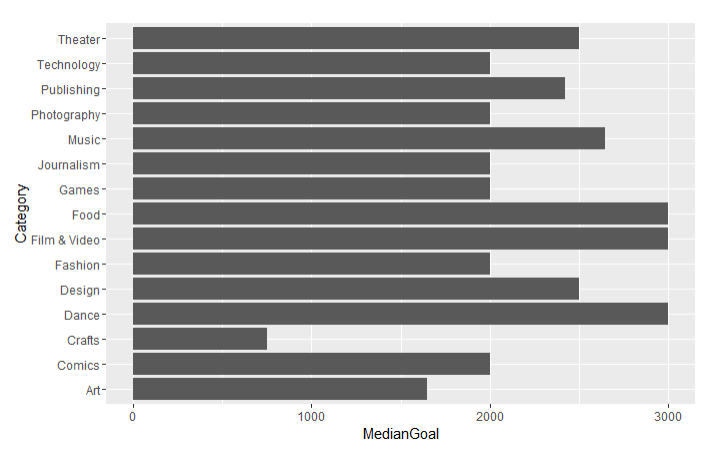 Theater
Technology
Publishing
Photography
Music
Journalism
Games
Food
Film & Video
Fashion
Design
Dance
Crafts
Comics
Art
Category
0 1000 2000 3000
MedianGoal